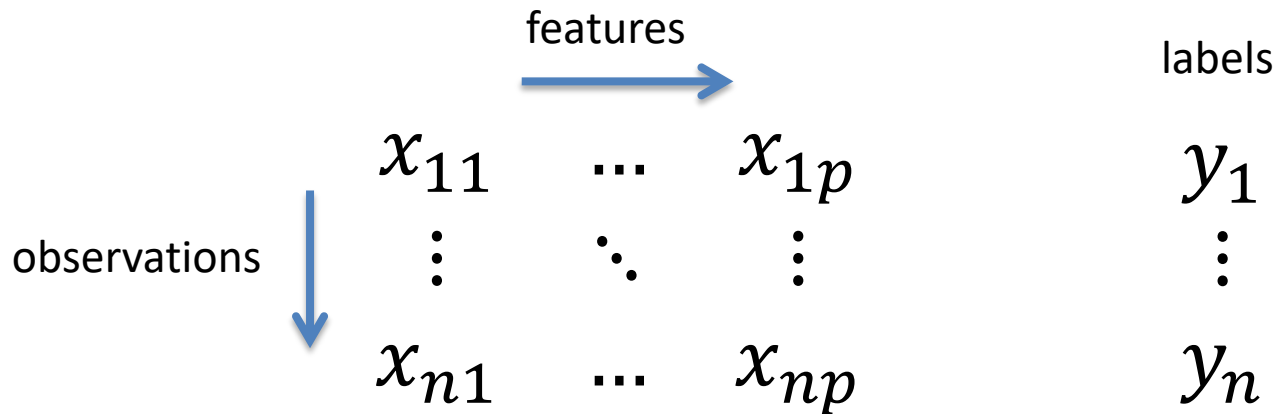 features
labels
x₁₁ ... x₁ₚ y₁
observations ⋮ ⋱ ⋮ ⋮
xₙ₁ ... xₙₚ yₙ